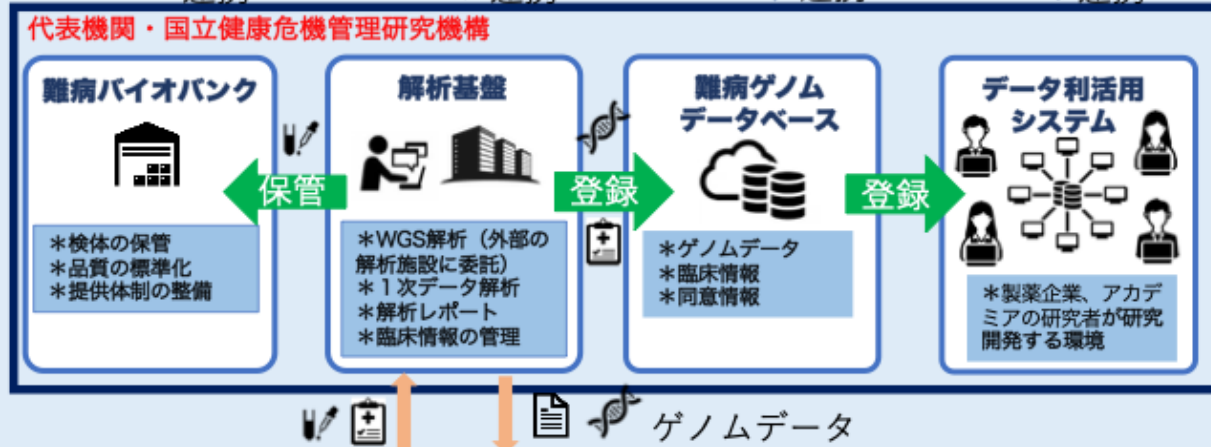 代表機関・国立健康危機管理研究機構
難病バイオバンク
保管
＊検体の保管
＊品質の標準化
＊提供体制の整備
解析基盤
＊WGS解析（外部の
解析施設に委託）
＊１次データ解析
＊解析レポート
＊臨床情報の管理
登録
難病ゲノム
データベース
＊ゲノムデータ
＊臨床情報
＊同意情報
登録
データ利活用
システム
＊製薬企業、アカデ
ミアの研究者が研究
開発する環境
ゲノムデータ